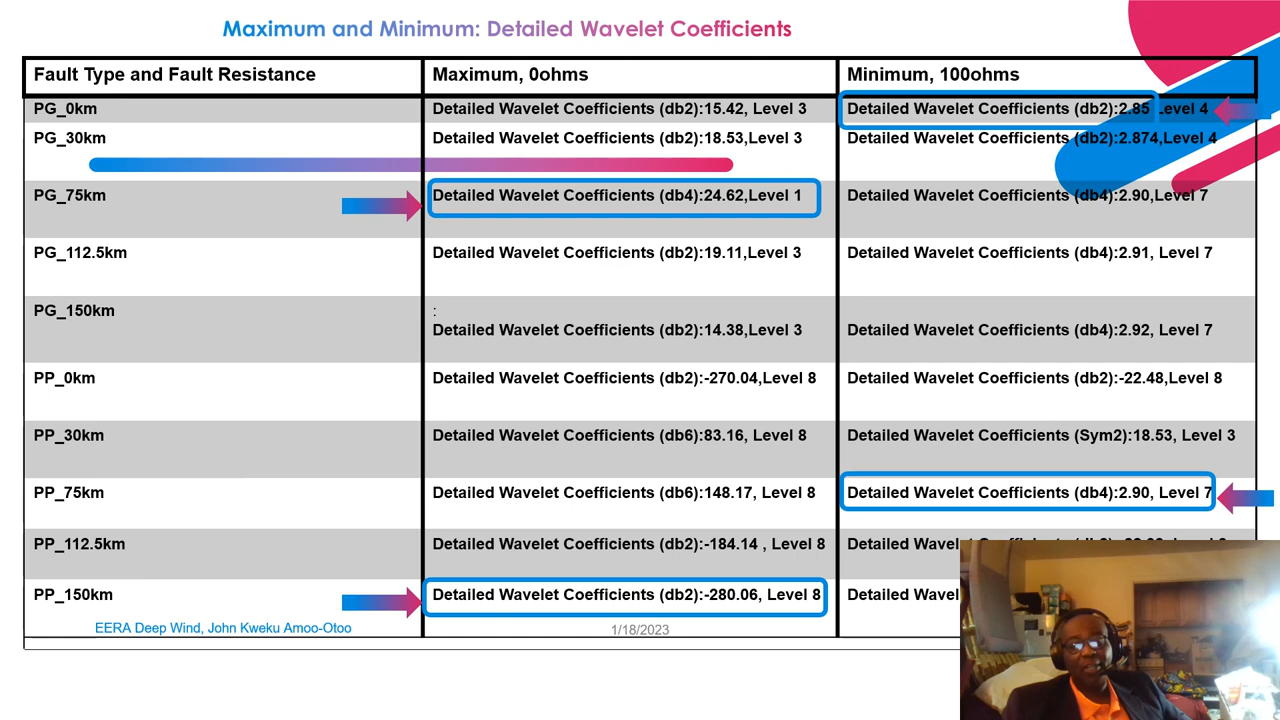 Maximum and Minimum: Detailed Wavelet Coefficients
Fault Type and Fault Resistance Maximum, 0ohms Minimum, 100ohms
PG_0km Detailed Wavelet Coefficients (db2):15.42, Level 3 Detailed Wavelet Coefficients (db2):2.85 Level 4
PG_30km Detailed Wavelet Coefficients (db2):18.53,Level 3 Detailed Wavelet Coefficients (db2):2.874,Level 4
PG_75km Detailed Wavelet Coefficients (db4):24.62,Level 1 Detailed Wavelet Coefficients (db4):2.90,Level 7
PG_112.5km Detailed Wavelet Coefficients (db2):19.11,Level 3 Detailed Wavelet Coefficients (db4):2.91, Level 7
PG_150km :
Detailed Wavelet Coefficients (db2):14.38,Level 3 Detailed Wavelet Coefficients (db4):2.92, Level 7
PP_0km Detailed Wavelet Coefficients (db2):-270.04,Level 8 Detailed Wavelet Coefficients (db2):-22.48,Level 8
PP_30km Detailed Wavelet Coefficients (db6):83.16, Level 8 Detailed Wavelet Coefficients (Sym2):18.53, Level 3
PP_75km Detailed Wavelet Coefficients (db6):148.17, Level 8 Detailed Wavelet Coefficients (db4):2.90, Level 7
PP_112.5km Detailed Wavelet Coefficients (db2):-184.14 , Level 8 Detailed Wavel
PP_150km Detailed Wavelet Coefficients (db2):-280.06, Level 8 Detailed Wavel
EERA Deep Wind, John Kweku Amoo-Otoo 1/18/2023